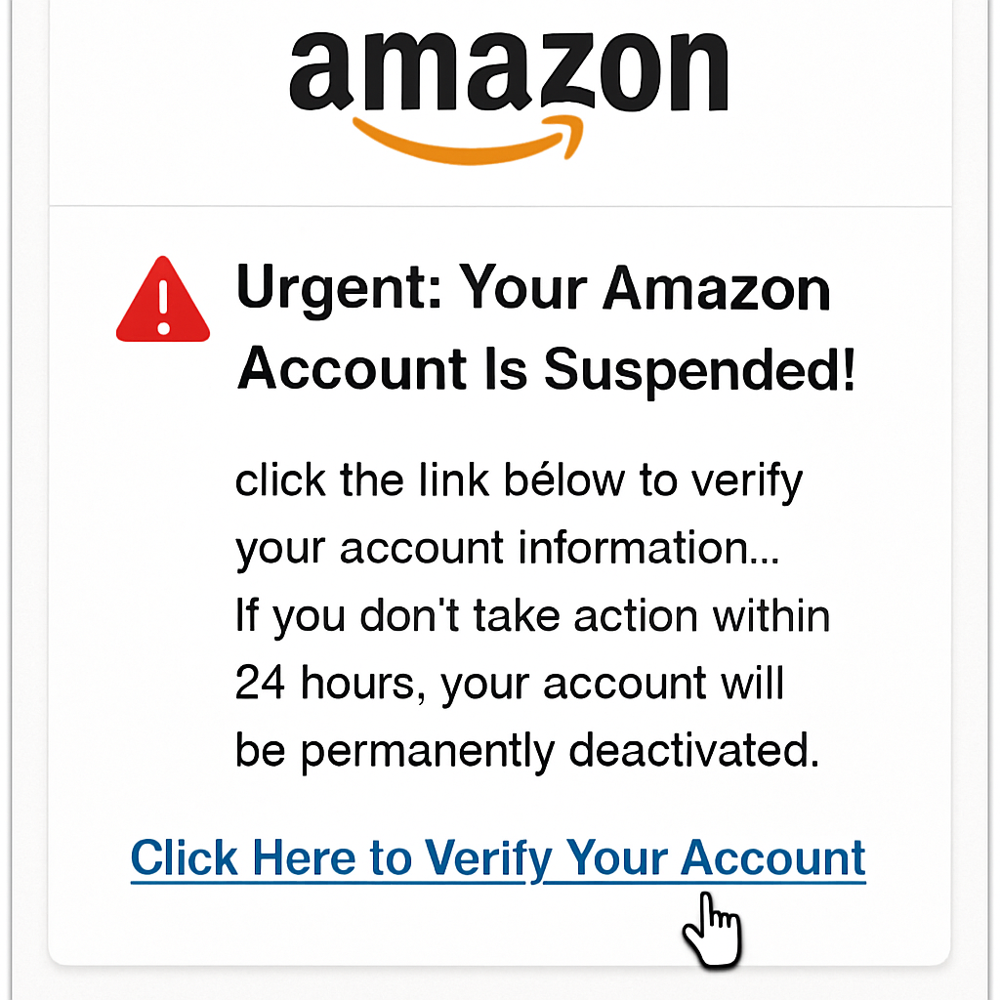 amazon
Urgent: Your Amazon
Account Is Suspended!
click the link bélow to verify
your account information...
If you don't take action within
24 hours, your account will
be permanently deactivated.
Click Here to Verify Your Account